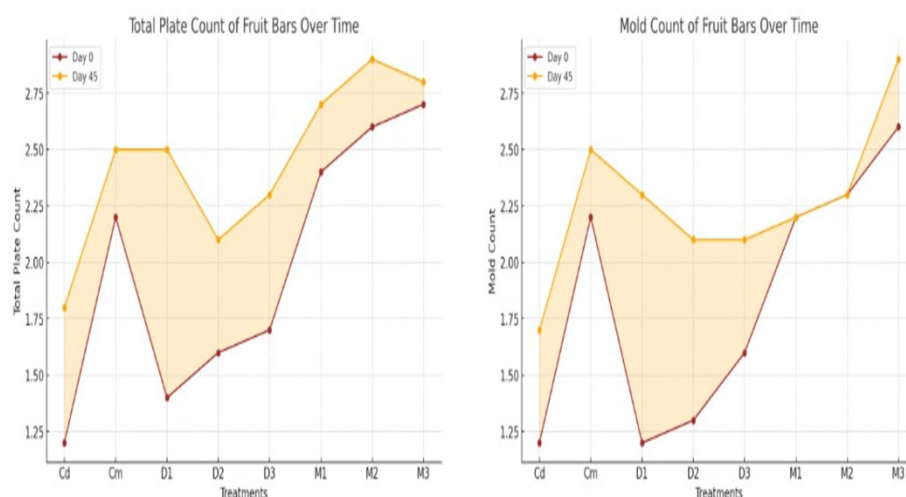 Total Plate Count of Fruit Bars Over Time
Day 0
Day 45
2.75
2.50
2.25
2.00
1.75
1.50
1.25
Total Plate Count
Cd Cm D1 D2 D3 M1 M2 M3
Treatments
Mold Count of Fruit Bars Over Time
Day 0
Day 45
2.75
2.50
2.25
2.00
1.75
1.50
1.25
Mold Count
Cd Cm D1 D2 D3 M1 M2 M3
Treatments